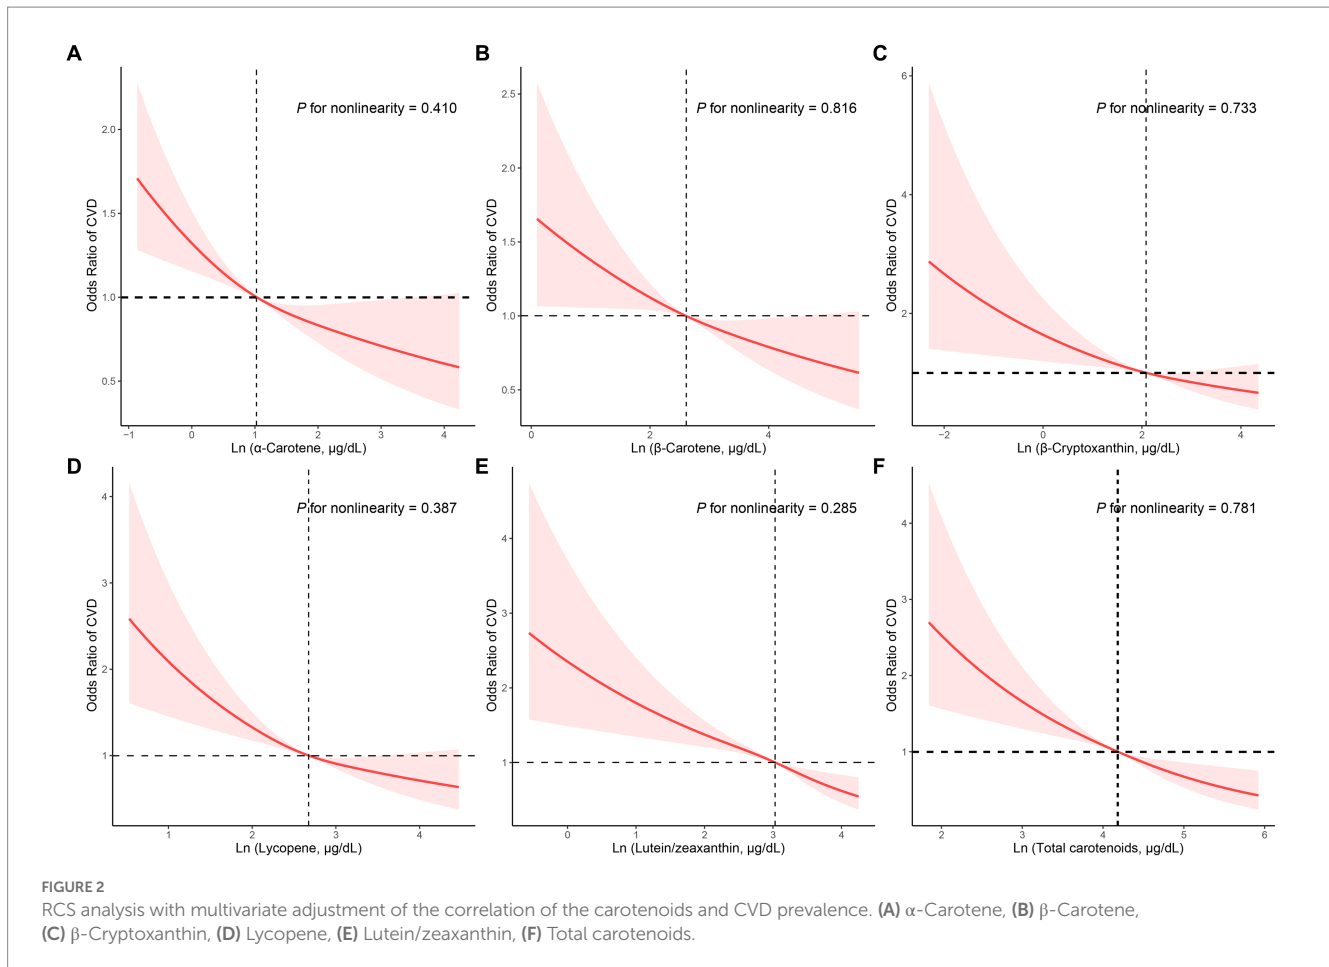 A
B
C
P for nonlinearity = 0.410
P for nonlinearity = 0.816
P for nonlinearity = 0.733
Odds Ratio of CVD
2.0
1.5
1.0
0.5
-1
0
1
2
3
4
Ln (α-Carotene, µg/dL)
Odds Ratio of CVD
2.5
2.0
1.5
1.0
0.5
0
2
4
Ln (β-Carotene, µg/dL)
Odds Ratio of CVD
6
4
2
-2
0
2
4
Ln (β-Cryptoxanthin, µg/dL)
D
E
F
P for nonlinearity = 0.387
P for nonlinearity = 0.285
P for nonlinearity = 0.781
Odds Ratio of CVD
4
3
2
1
1
2
3
4
Ln (Lycopene, µg/dL)
Odds Ratio of CVD
4
3
2
1
0
1
2
3
4
Ln (Lutein/zeaxanthin, µg/dL)
Odds Ratio of CVD
4
3
2
1
2
3
4
5
6
Ln (Total carotenoids, µg/dL)
FIGURE 2
RCS analysis with multivariate adjustment of the correlation of the carotenoids and CVD prevalence. (A) α-Carotene, (B) β-Carotene,
(C) β-Cryptoxanthin, (D) Lycopene, (E) Lutein/zeaxanthin, (F) Total carotenoids.